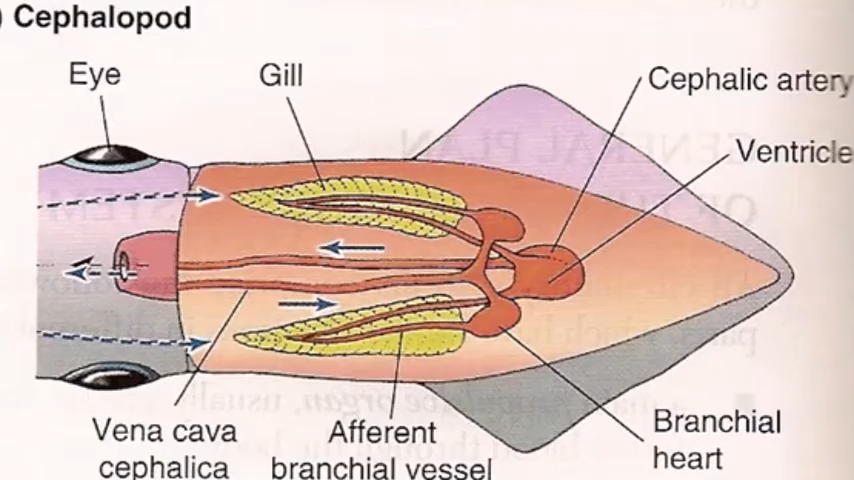 ) Cephalopod
Eye
Gill
Cephalic artery
Ventricle
Vena cava
cephalica
Afferent
branchial vessel
Branchial
heart